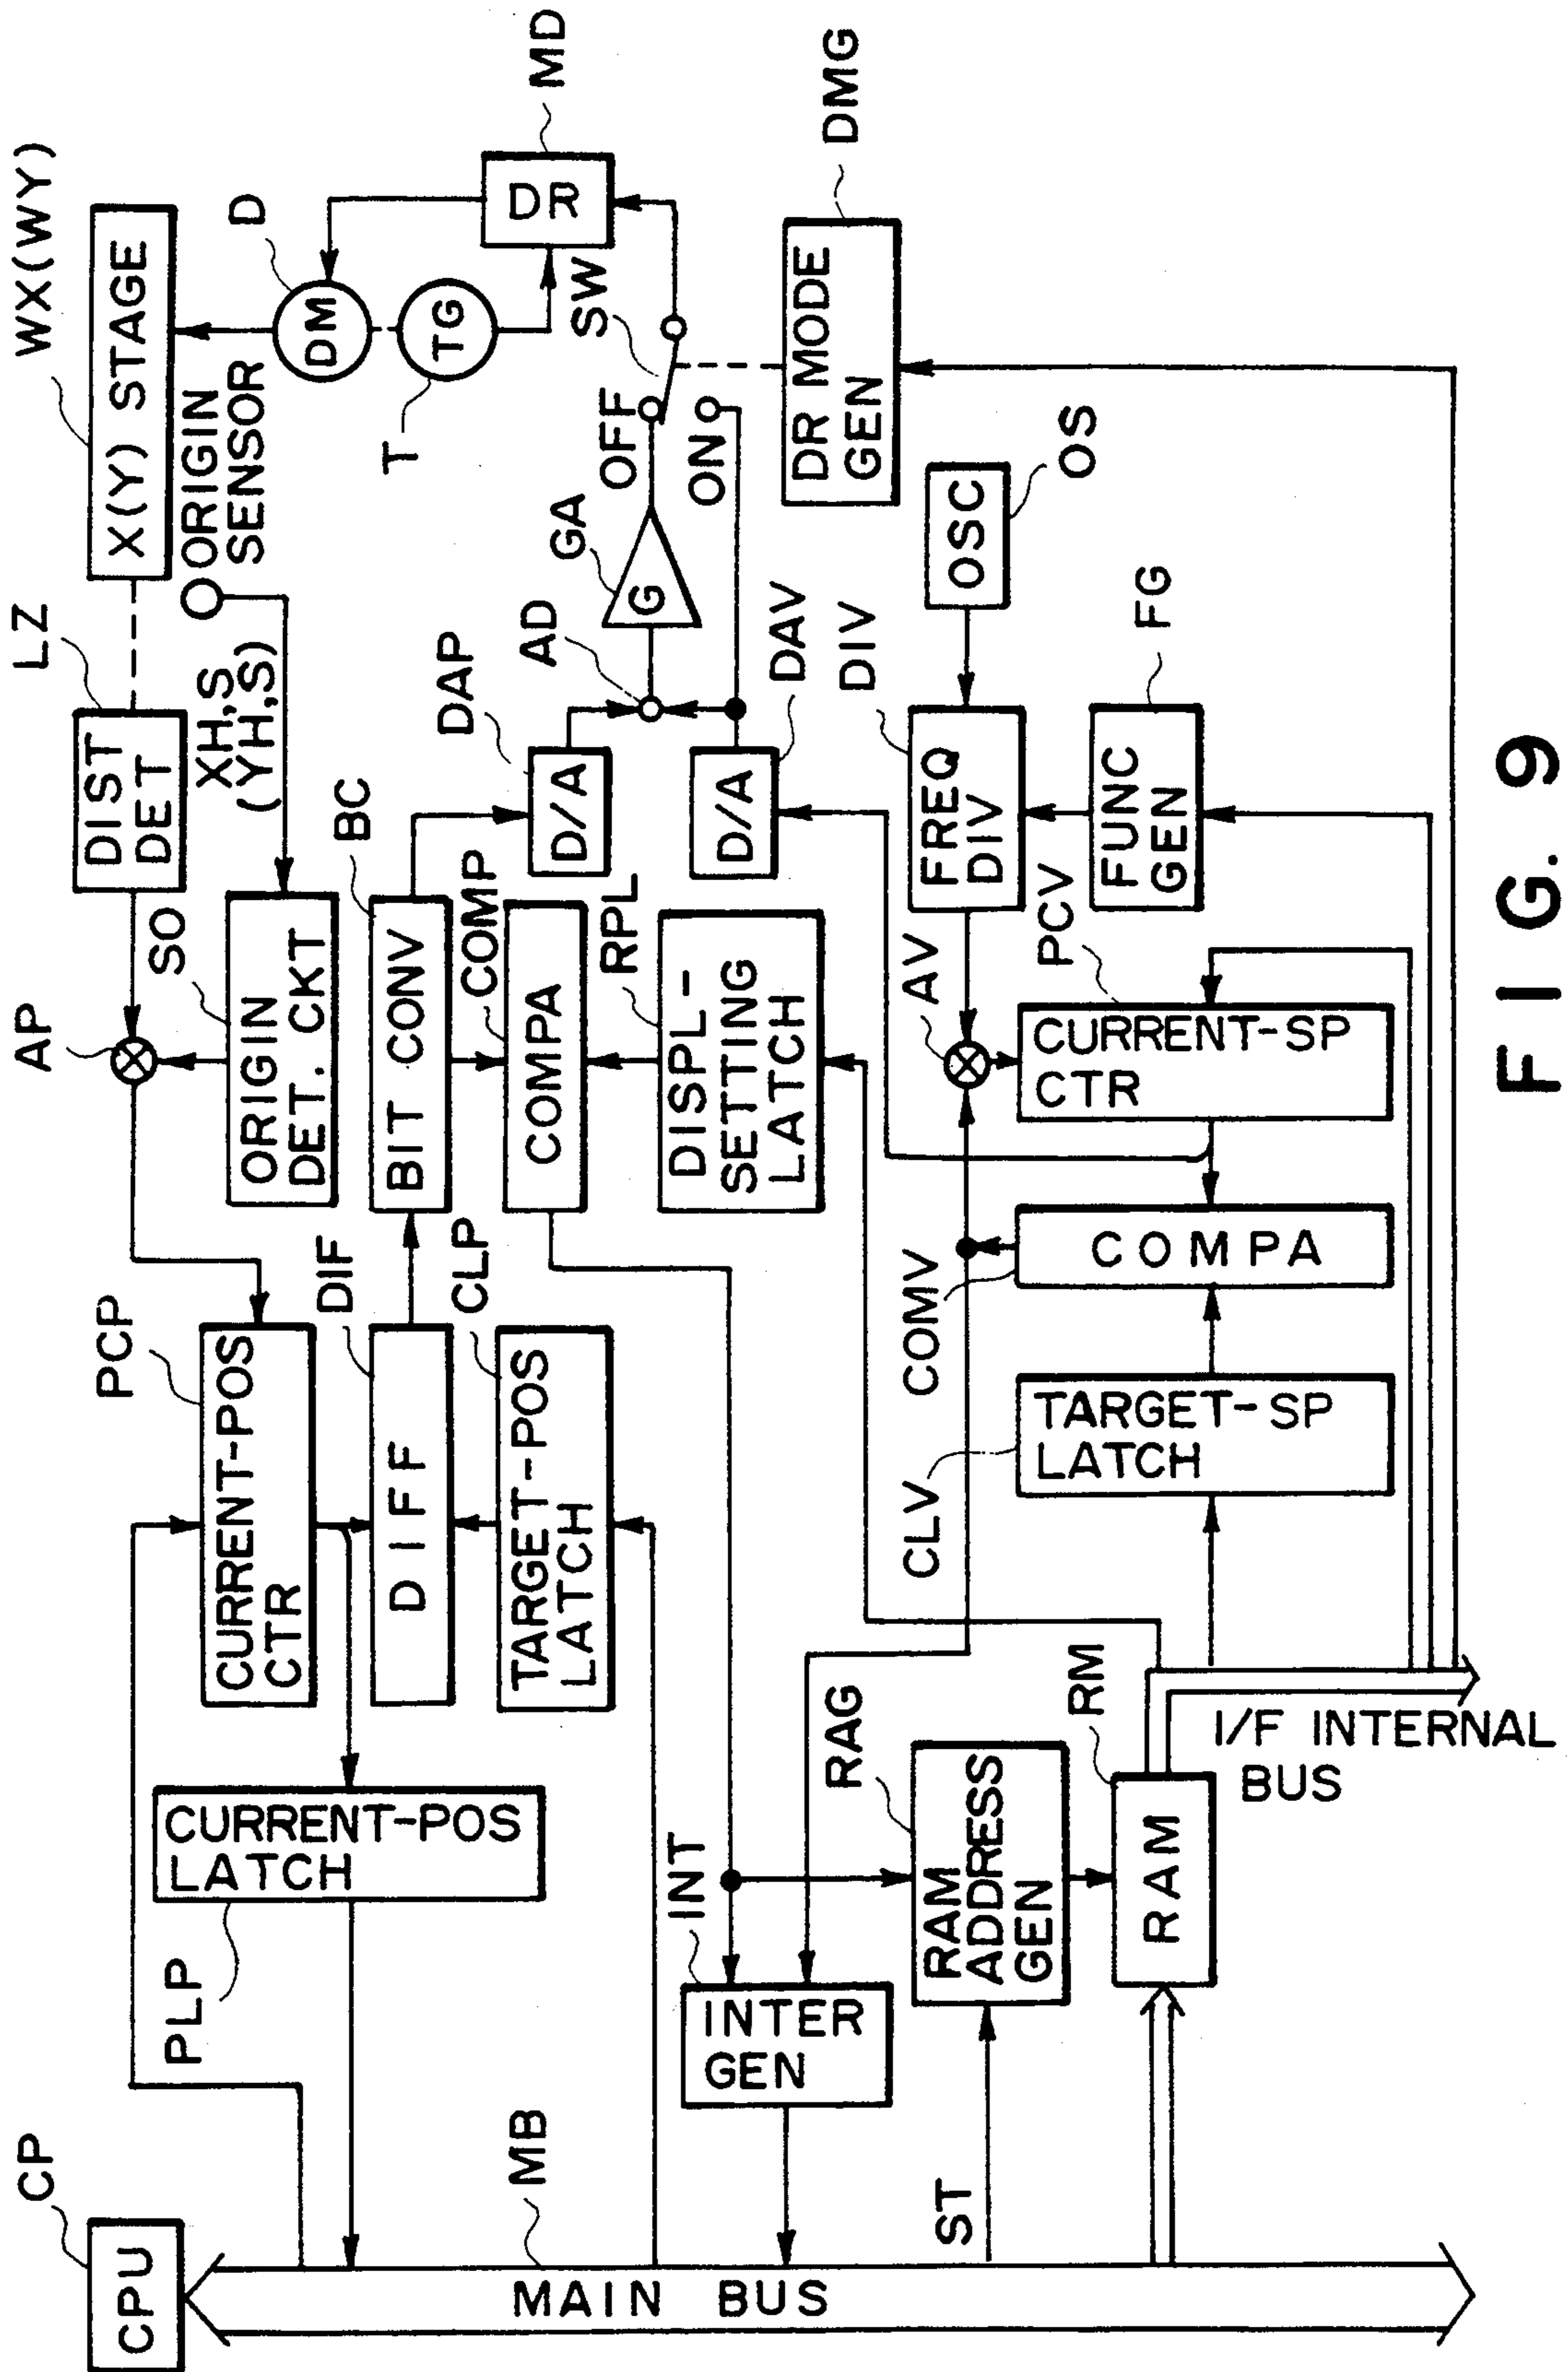 CP
CPU
MAIN BUS
MB
PLP
CURRENT-POS
LATCH
PCP
CURRENT-POS
CTR
DIF
DIFF
CLP
TARGET-POS
LATCH
AP
SO
ORIGIN
DET. CKT
LZ
DIST
DET
XH,S
(YH,S)
WX(WY)
X(Y) STAGE
ORIGIN
SENSOR
D
DM
T
TG
MD
DR
SW
OFF
ON
GA
G
AD
DAP
D/A
D/A
DAV
BC
BIT CONV
COMP
COMPA
RPL
DISPL-
SETTING
LATCH
DMG
DR MODE
GEN
OSC
OS
DIV
FREQ
DIV
FG
FUNC
GEN
AV
PCV
CURRENT-SP
CTR
COMV
COMPA
CLV
TARGET-SP
LATCH
INT
INTER
GEN
RAG
RAM
ADDRESS
GEN
ST
RM
RAM
I/F INTERNAL
BUS
FIG. 9